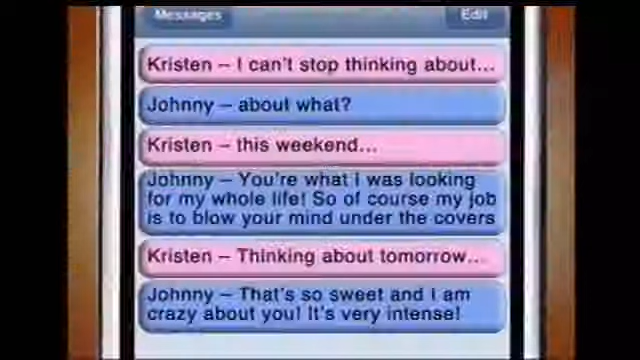 Messages Edit
Kristen – I can't stop thinking about...
Johnny – about what?
Kristen – this weekend...
Johnny – You're what I was looking
for my whole life! So of course my job
is to blow your mind under the covers
Kristen – Thinking about tomorrow...
Johnny – That's so sweet and I am
crazy about you! It's very intense!